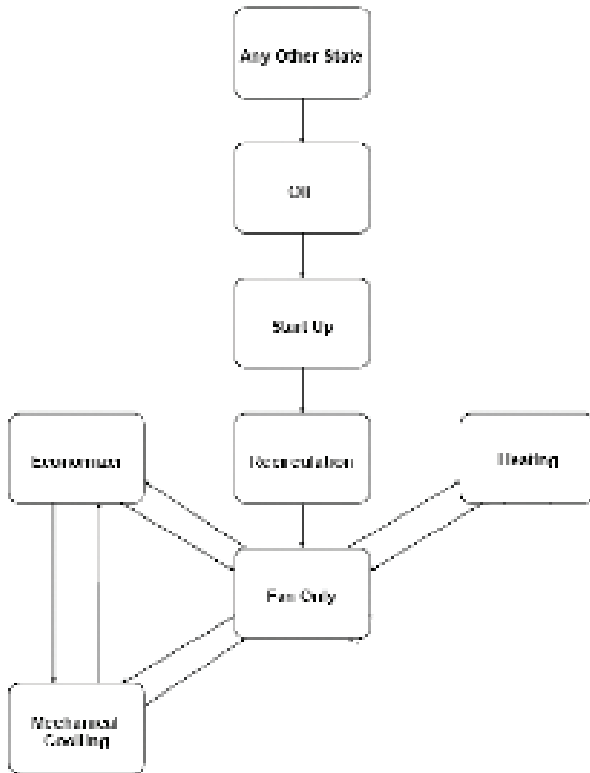 Any Other State
Off
Start Up
Economizer
Recirculation
Heating
Fan Only
Mechanical
Cooling